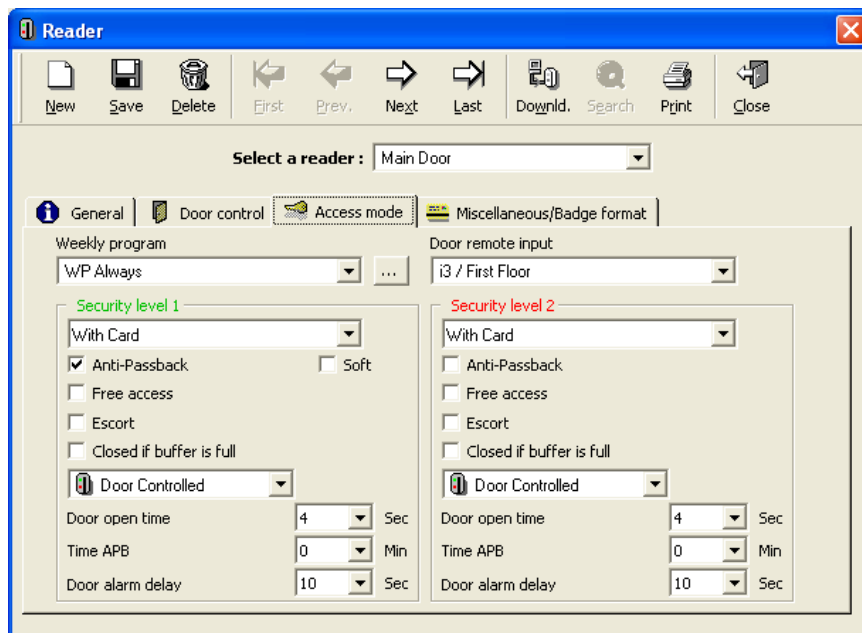 Reader
New Save Delete First Prev. Next Last Downld. Search Print Close
Select a reader : Main Door
General Door control Access mode Miscellaneous/Badge format
Weekly program Door remote input
WP Always ... i3 / First Floor
Security level 1 Security level 2
With Card With Card
Anti-Passback Soft Anti-Passback
Free access Free access
Escort Escort
Closed if buffer is full Closed if buffer is full
Door Controlled Door Controlled
Door open time 4 Sec Door open time 4 Sec
Time APB 0 Min Time APB 0 Min
Door alarm delay 10 Sec Door alarm delay 10 Sec